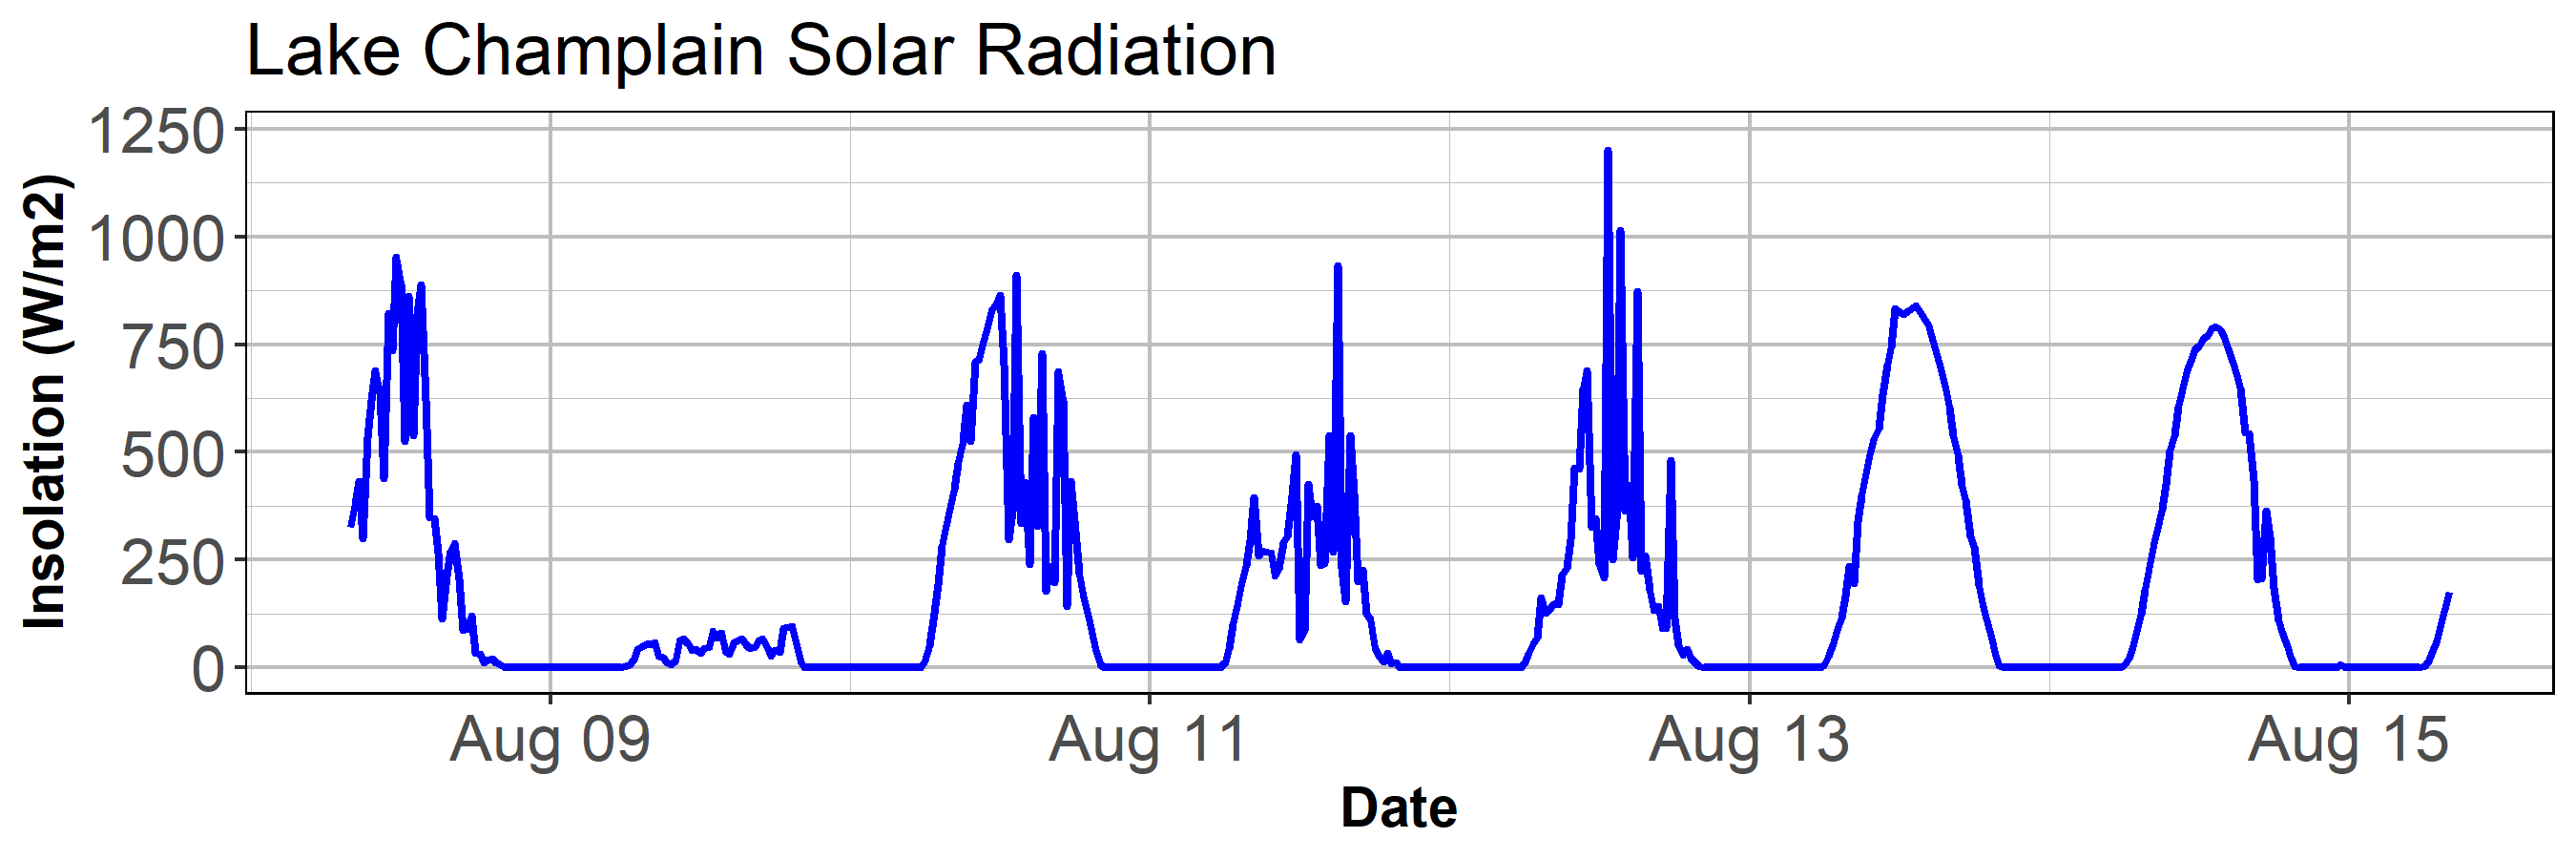 Lake Champlain Solar Radiation
Insolation (W/m2)
1250
1000
750
500
250
0
Aug 09 Aug 11 Aug 13 Aug 15
Date